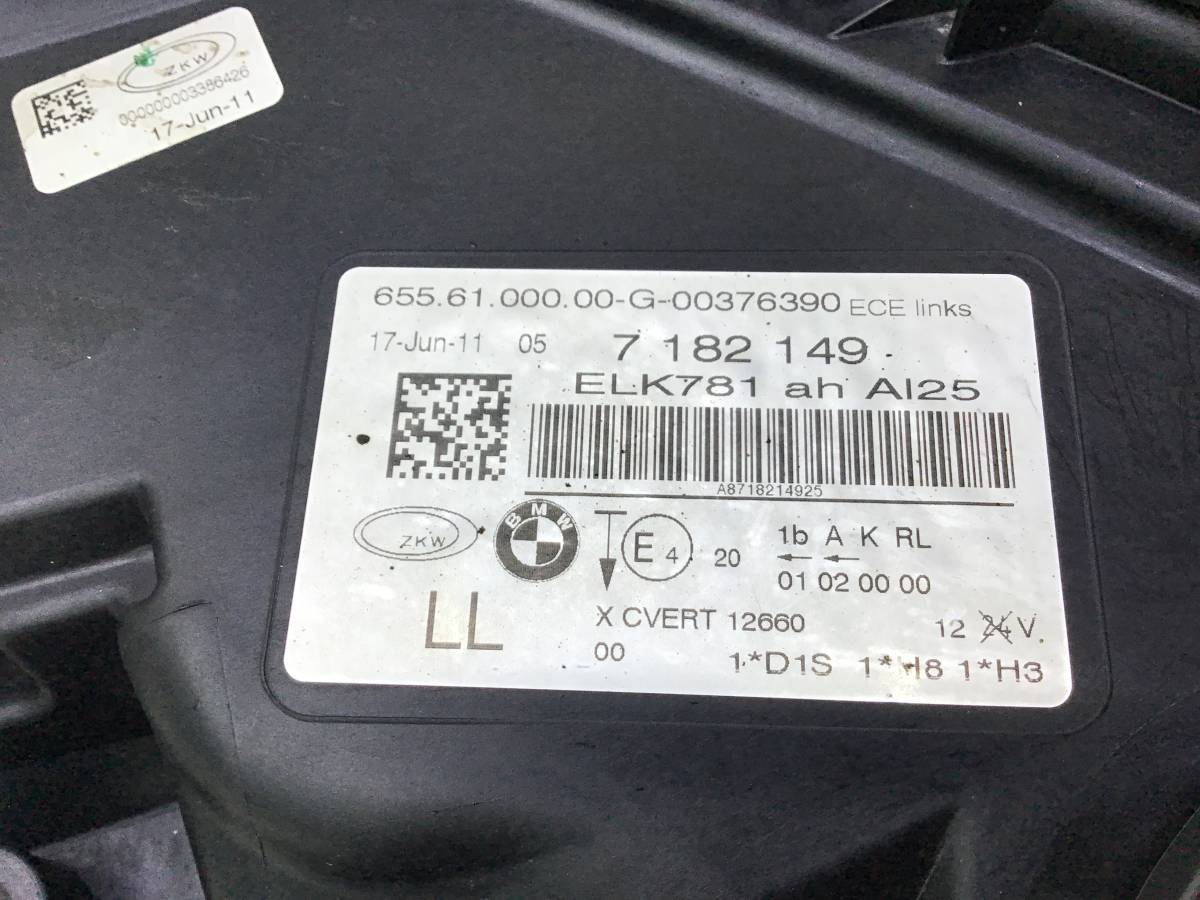 ZKW
000000003386426
17-Jun-11
655.61.000.00-G-00376390 ECE links
17-Jun-11 05 7 182 149
ELK781 ah AI25
A8718214925
ZKW BMW E4 20 1b A K RL
01 02 00 00
LL X CVERT 12660 12 24 V.
00 1*D1S 1*H8 1*H3